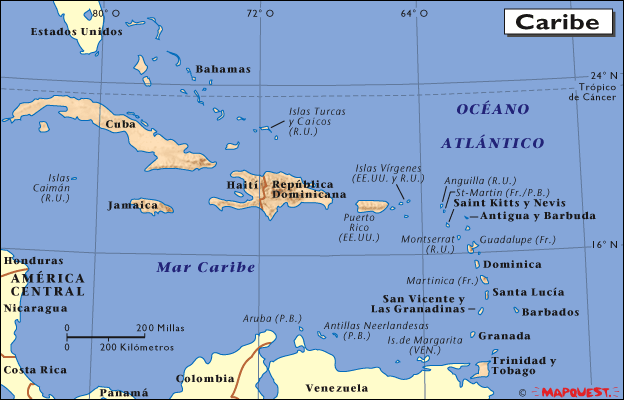 80° O
72° O
64° O
Caribe
Estados Unidos
Bahamas
24° N
Trópico
de Cáncer
OCÉANO
ATLÁNTICO
Islas Turcas
y Caicos
(R.U.)
Cuba
Islas
Caimán
(R.U.)
Jamaica
Haití
República
Dominicana
Islas Vírgenes
(EE.UU. y R.U.)
Puerto
Rico
(EE.UU.)
Anguilla (R.U.)
St-Martin (Fr./P.B.)
Saint Kitts y Nevis
Antigua y Barbuda
Montserrat
(R.U.)
Guadalupe (Fr.)
16° N
Honduras
AMÉRICA
CENTRAL
Nicaragua
Mar Caribe
Dominica
Martinica (Fr.)
Santa Lucía
San Vicente y
Las Granadinas
Barbados
0 200 Millas
0 200 Kilómetros
Aruba (P.B.)
Antillas Neerlandesas
(P.B.)
Is. de Margarita
(VEN.)
Granada
Trinidad y
Tobago
Costa Rica
Panamá
Colombia
Venezuela
© MAPQUEST.